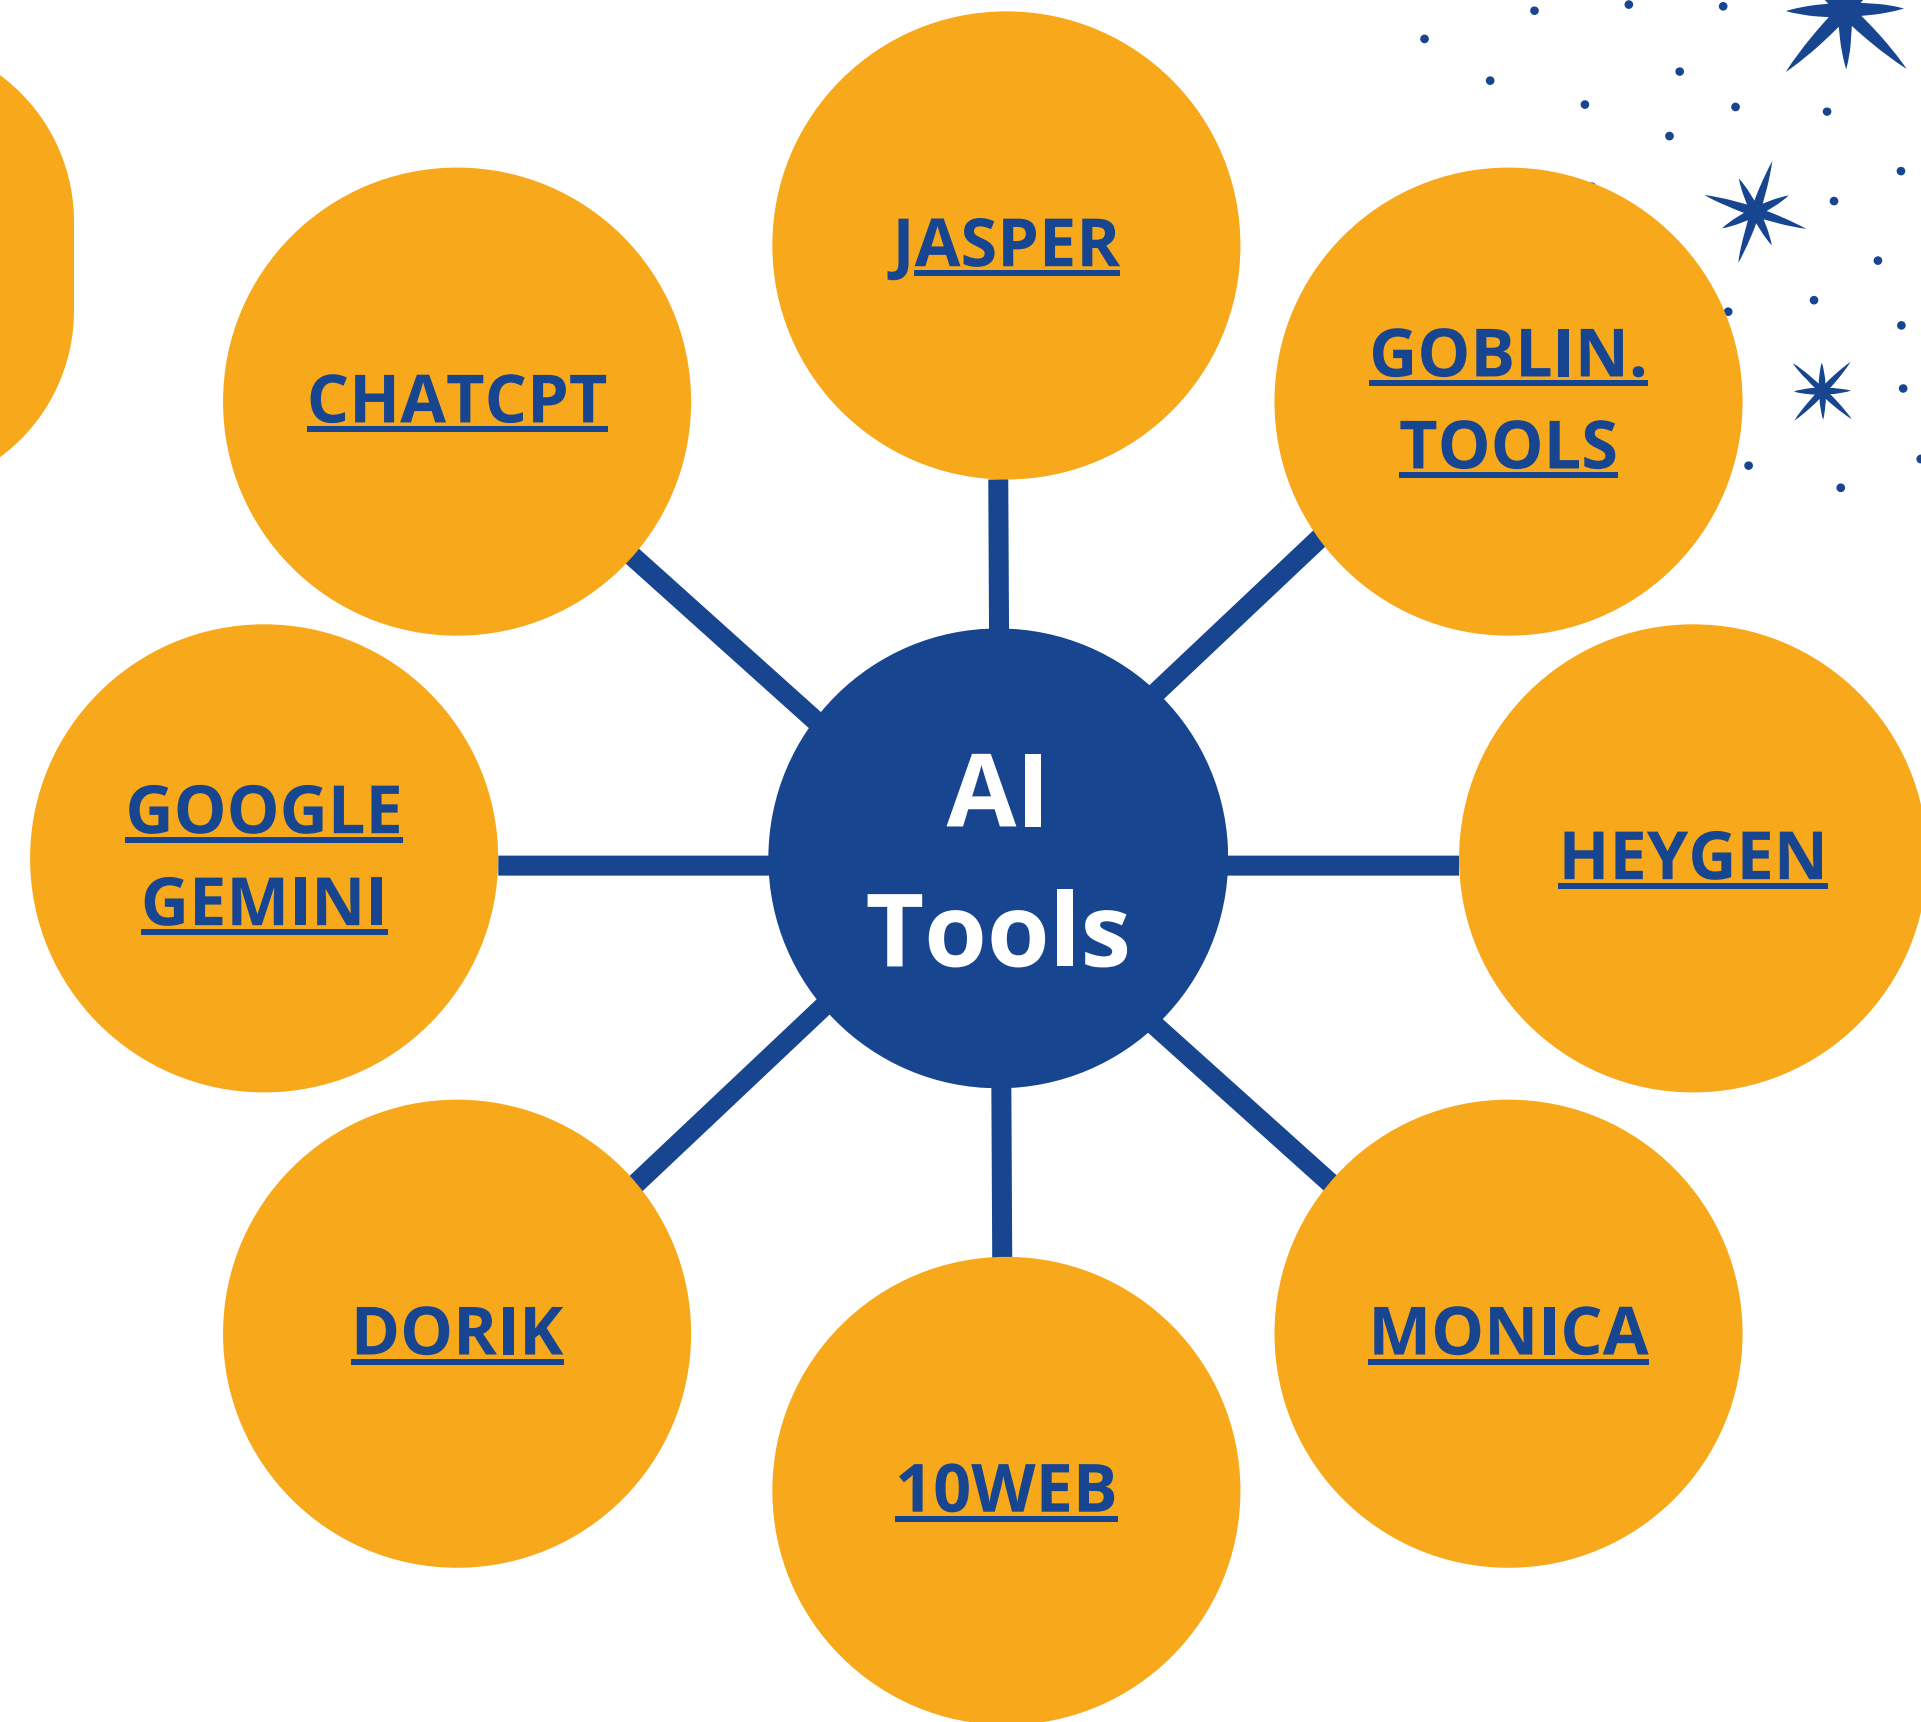 JASPER
CHATCPT
GOBLIN.
TOOLS
GOOGLE
GEMINI
AI
Tools
HEYGEN
DORIK
MONICA
10WEB